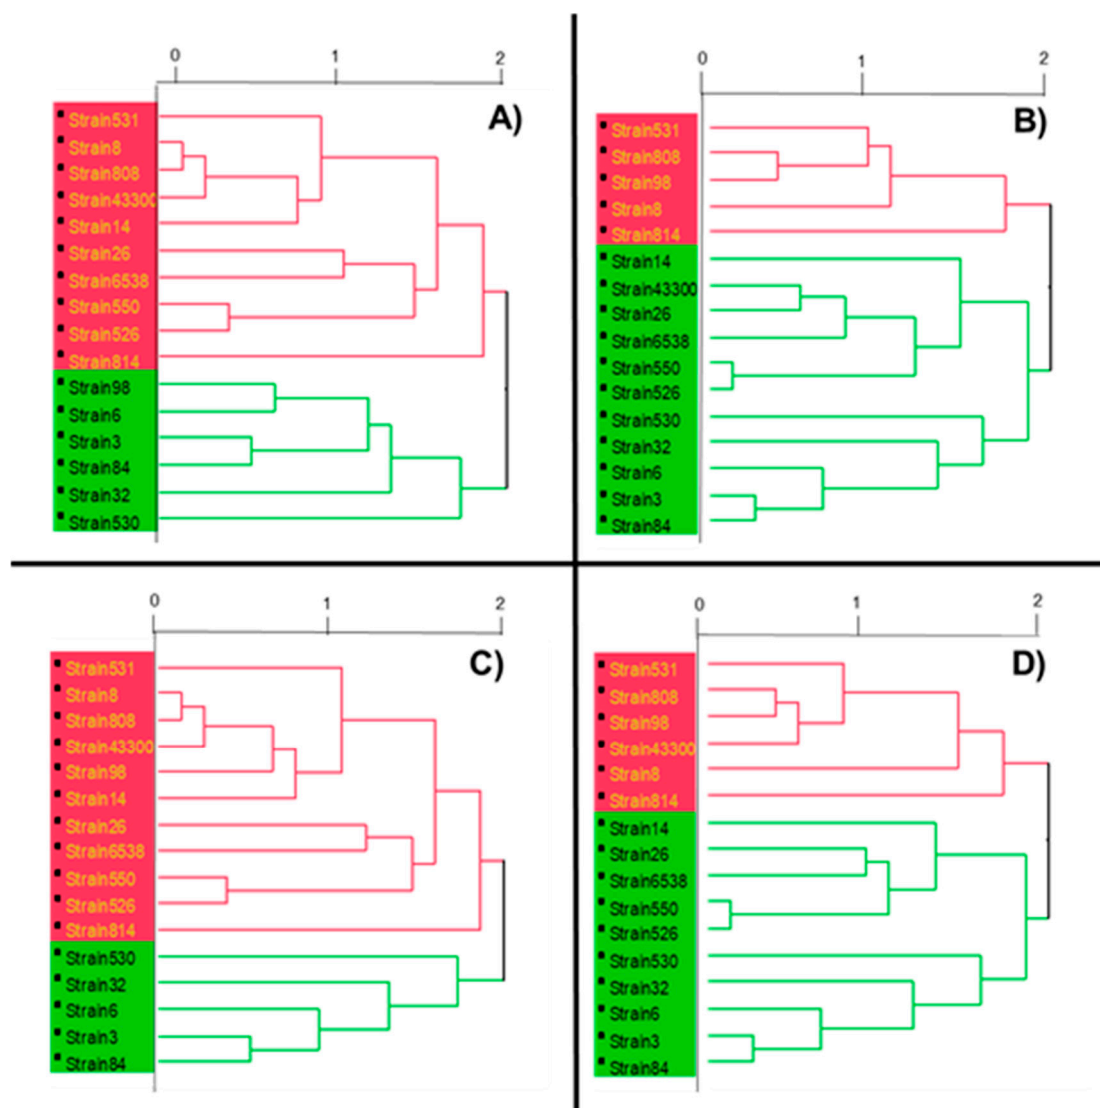 0 1 2
A)
Strain531
Strain8
Strain808
Strain43300
Strain14
Strain26
Strain6538
Strain550
Strain526
Strain814
Strain98
Strain6
Strain3
Strain84
Strain32
Strain530
0 1 2
B)
Strain531
Strain808
Strain98
Strain8
Strain814
Strain14
Strain43300
Strain26
Strain6538
Strain550
Strain526
Strain530
Strain32
Strain6
Strain3
Strain84
0 1 2
C)
Strain531
Strain8
Strain808
Strain43300
Strain98
Strain14
Strain26
Strain6538
Strain550
Strain526
Strain814
Strain530
Strain32
Strain6
Strain3
Strain84
0 1 2
D)
Strain531
Strain808
Strain98
Strain43300
Strain8
Strain814
Strain14
Strain26
Strain6538
Strain550
Strain526
Strain530
Strain32
Strain6
Strain3
Strain84